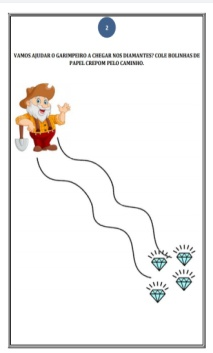 2
VAMOS AJUDAR O GARIMPEIRO A CHEGAR NOS DIAMANTES? COLE BOLINHAS DE
PAPEL CREPOM PELO CAMINHO.